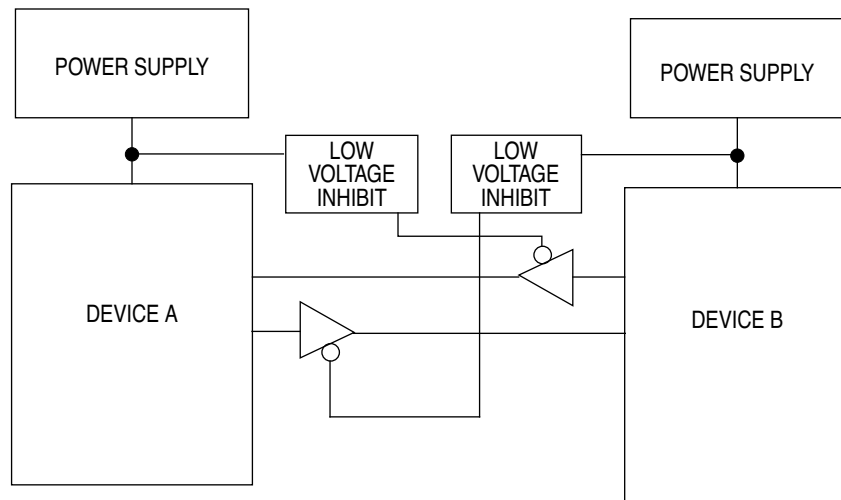 POWER SUPPLY
POWER SUPPLY
LOW
VOLTAGE
INHIBIT
LOW
VOLTAGE
INHIBIT
DEVICE A
DEVICE B